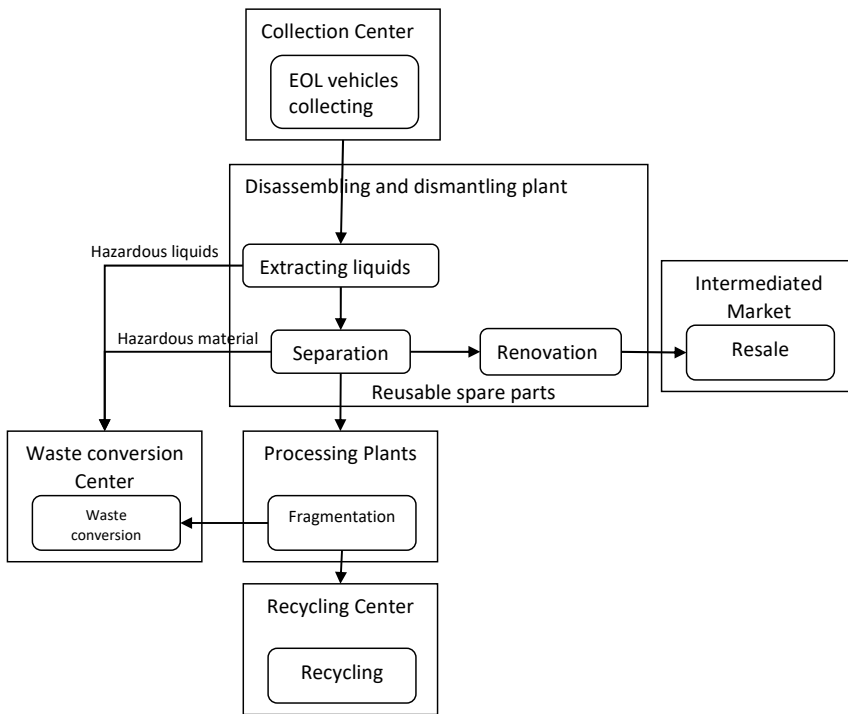 Collection Center
EOL vehicles
collecting
Disassembling and dismantling plant
Hazardous liquids
Extracting liquids
Intermediated
Market
Hazardous material
Separation
Renovation
Resale
Reusable spare parts
Waste conversion
Center
Processing Plants
Waste
conversion
Fragmentation
Recycling Center
Recycling